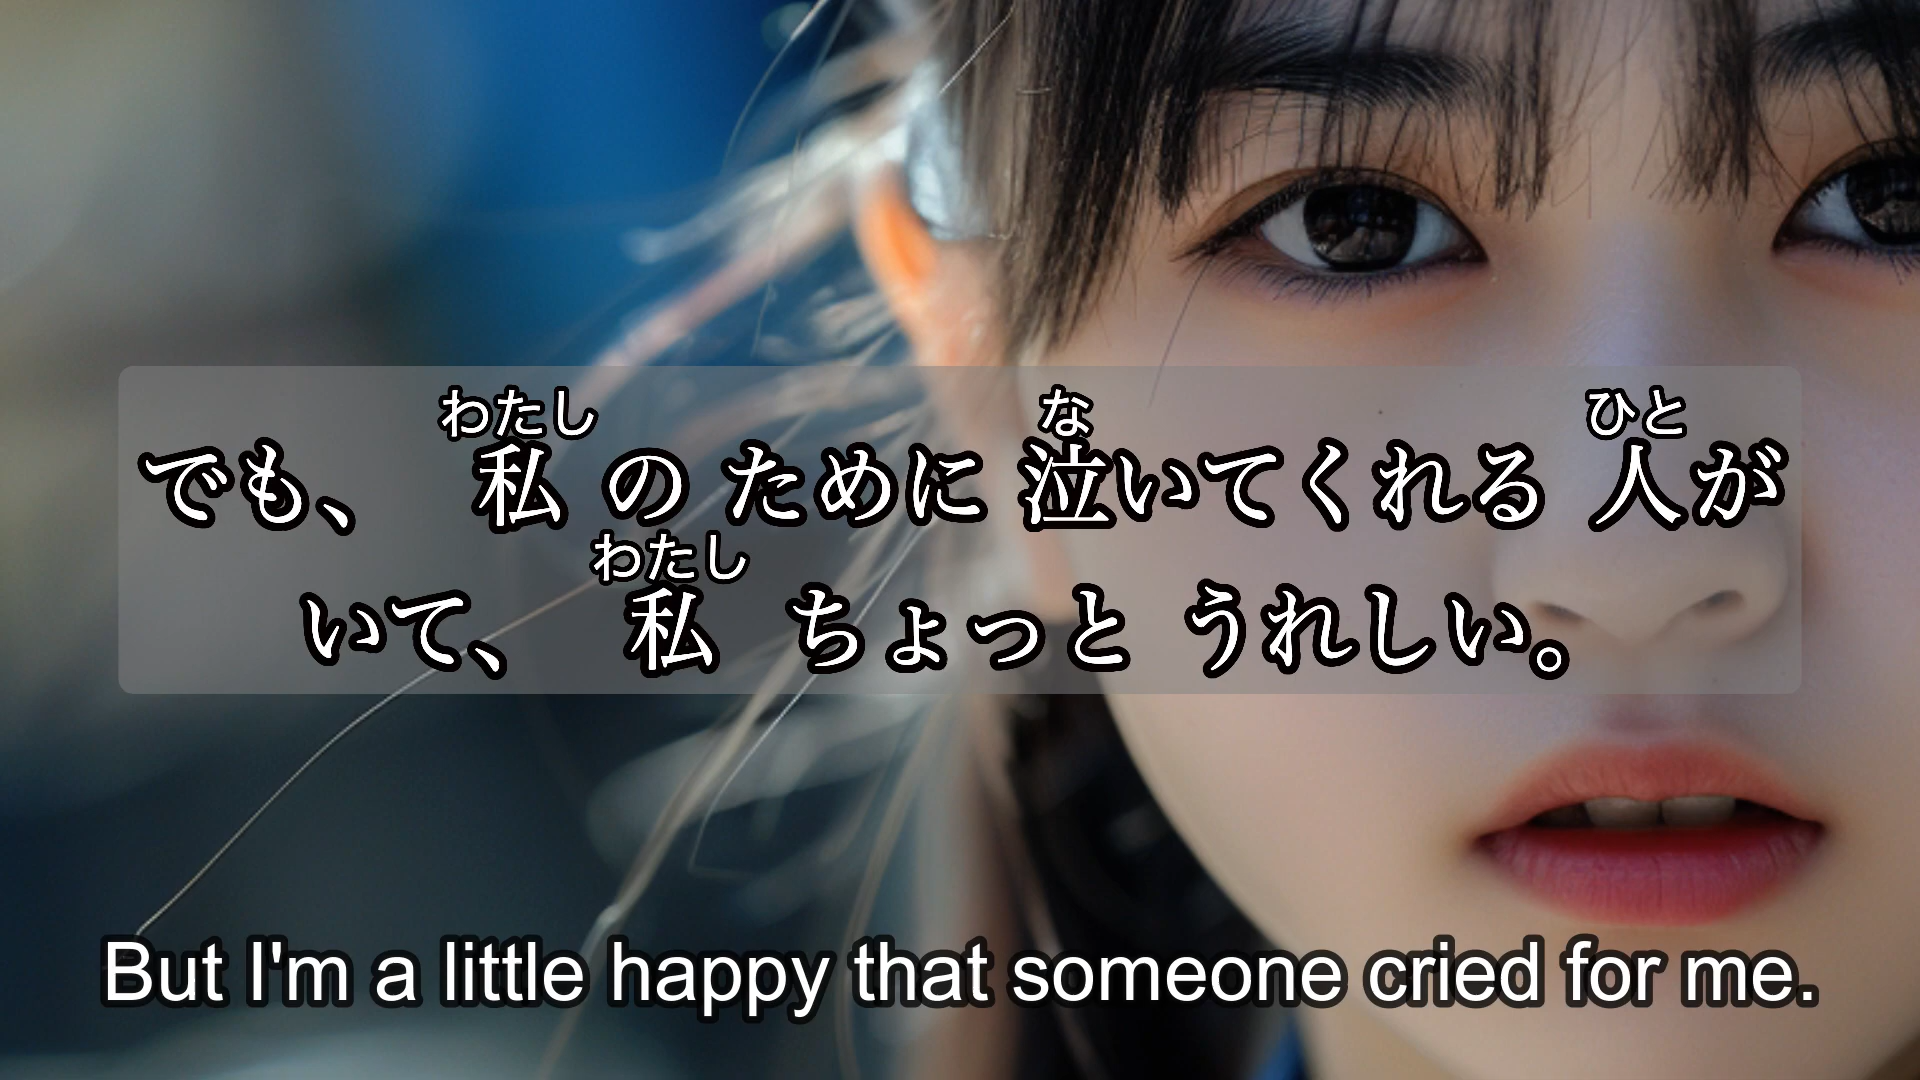 わたし な ひと
でも、 私 の ために 泣いてくれる 人が
わたし
いて、 私 ちょっと うれしい。
But I'm a little happy that someone cried for me.